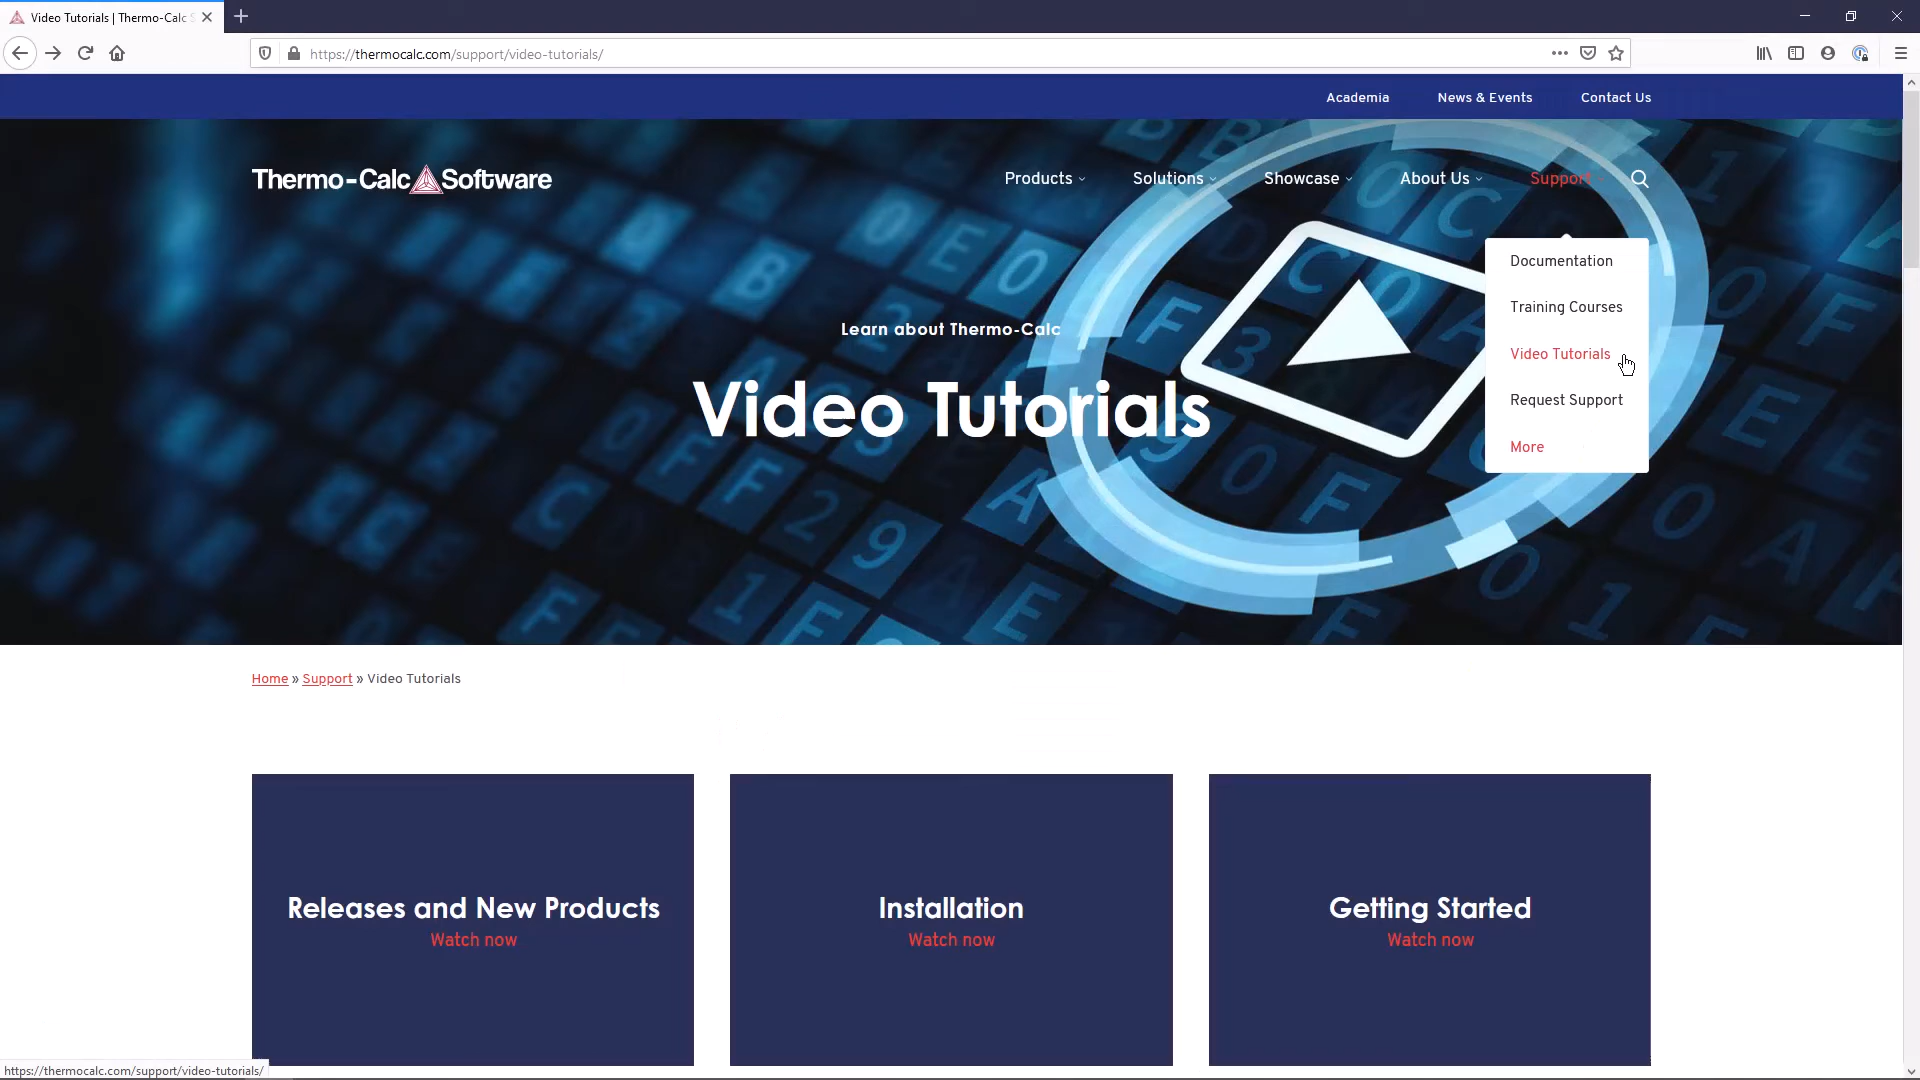 Video Tutorials | Thermo-Calc S
https://thermocalc.com/support/video-tutorials/
Academia
News & Events
Contact Us
Thermo-Calc Software
Products
Solutions
Showcase
About Us
Support
Documentation
Training Courses
Video Tutorials
Request Support
More
Learn about Thermo-Calc
Video Tutorials
Home » Support » Video Tutorials
Releases and New Products
Watch now
Installation
Watch now
Getting Started
Watch now
https://thermocalc.com/support/video-tutorials/